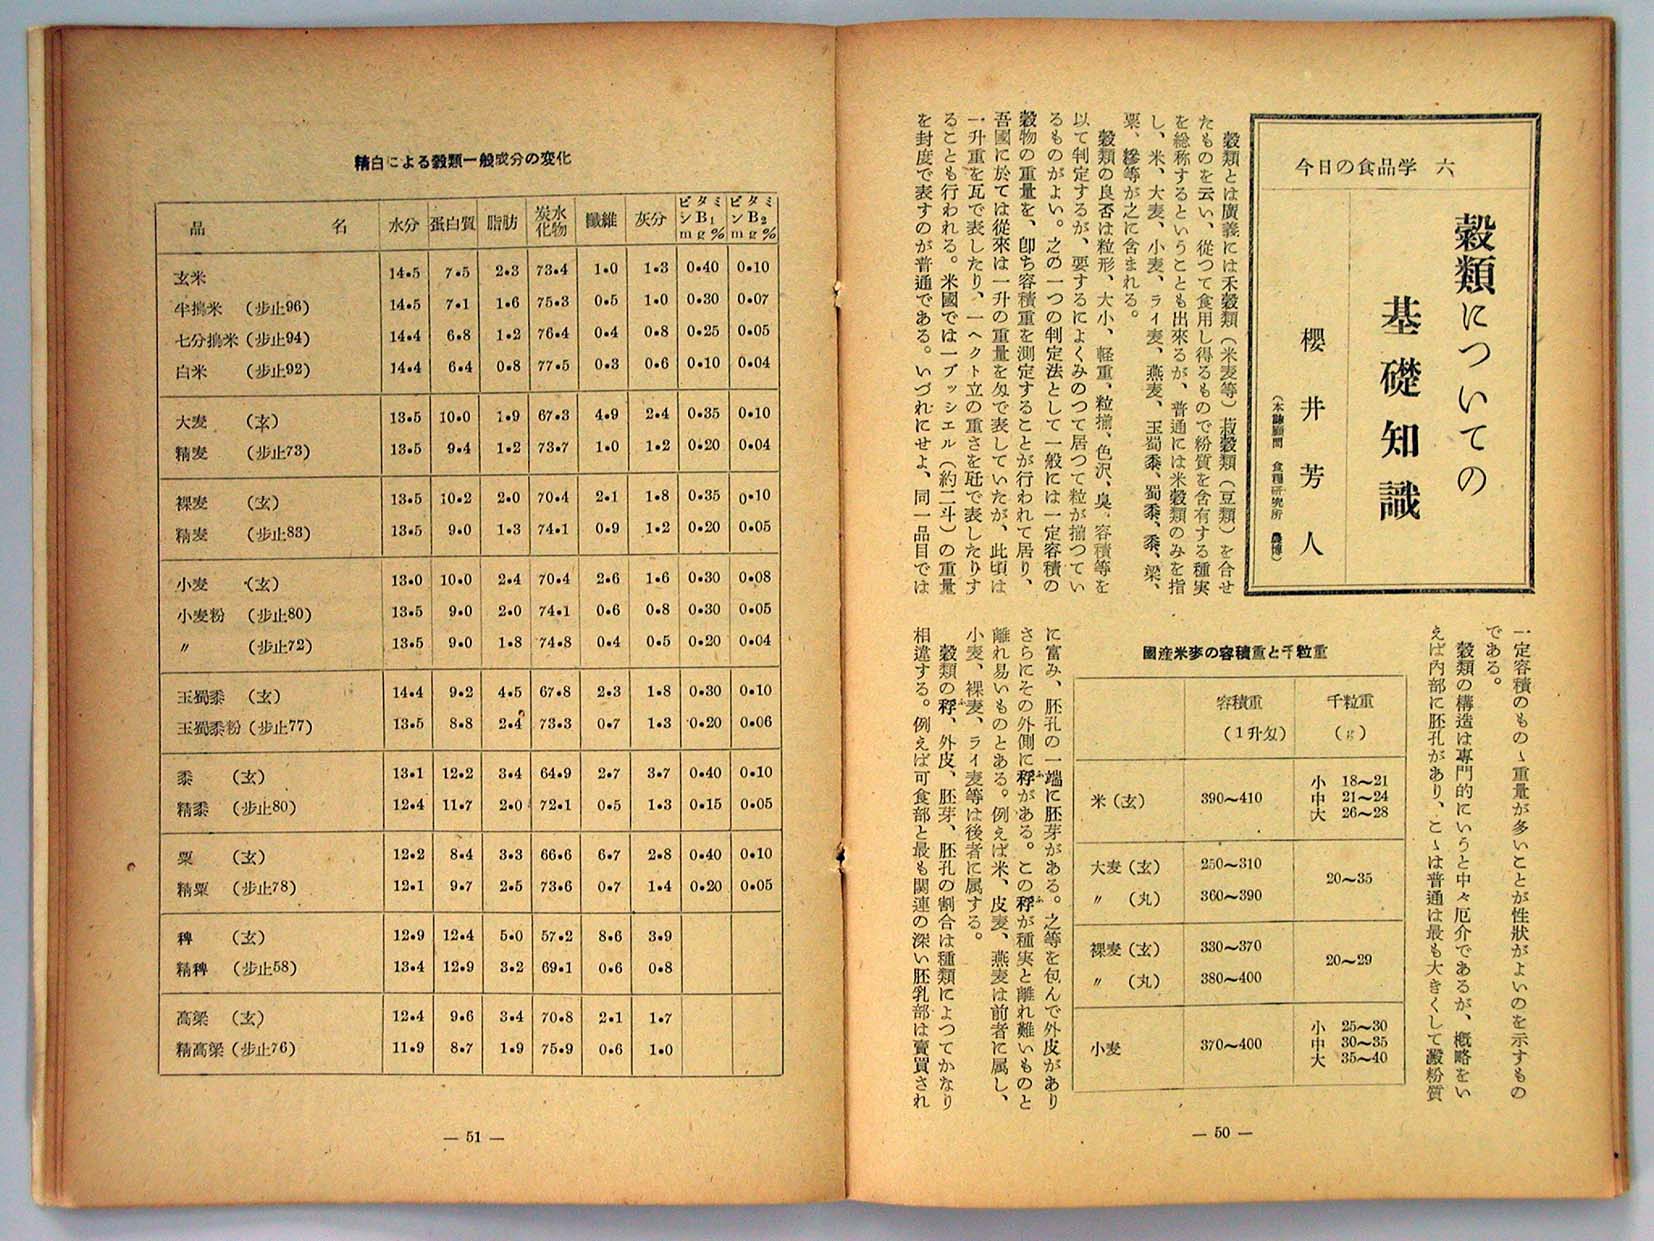 今日の食品学　六
穀類についての
基礎知識
櫻井芳人
（本誌顧問　食糧研究所　農博）
穀類とは廣義には禾穀類（米麦等）菽穀類（豆類）を合せ
たものを云い、從つて食用し得るもので粉質を含有する種実
を総称するということも出來るが、普通には米穀類のみを指
し、米、大麦、小麦、ライ麦、燕麦、玉蜀黍、蜀黍、黍、梁、
粟、穇等が之に含まれる。
穀類の良否は粒形、大小、軽重、粒揃、色沢、臭、容積等を
以て判定するが、要するによくみのつて居つて粒が揃つてい
るものがよい。之の一つの判定法として一般には一定容積の
穀物の重量を、卽ち容積重を測定することが行われて居り、
吾國に於ては從來は一升の重量を匁で表していたが、此頃は
一升重を瓦で表したり、一ヘクト立の重さを瓩で表したりす
ることも行われる。米國では一ブッシエル（約二斗）の重量
を封度で表すのが普通である。いづれにせよ、同一品目では
一定容積のものゝ重量が多いことが性狀がよいのを示すもの
である。
穀類の構造は專門的にいうと中々厄介であるが、概略をい
えば内部に胚乳があり、こゝは普通は最も大きくして澱粉質
國産米麥の容積重と千粒重
容積重 千粒重
（1升匁） （g）
米（玄） 390〜410 小 18〜21
中 21〜24
大 26〜28
大麦（玄） 250〜310 20〜35
〃　（丸） 360〜390
裸麦（玄） 330〜370 20〜29
〃　（丸） 380〜400
小麦 370〜400 小 25〜30
中 30〜35
大 35〜40
に富み、胚乳の一端に胚芽がある。之等を包んで外皮があり
さらにその外側に稃がある。この稃が種実と離れ難いものと
離れ易いものとある。例えば米、皮麦、燕麦は前者に属し、
小麦、裸麦、ライ麦等は後者に属する。
穀類の稃、外皮、胚芽、胚乳の割合は種類によつてかなり
相違する。例えば可食部と最も関連の深い胚乳部は賣買され
— 50 —
精白による穀類一般成分の変化
品名 水分 蛋白質 脂肪 炭水化物 纖維 灰分 ビタミンB₁mg% ビタミンB₂mg%
玄米 14.5 7.5 2.3 73.4 1.0 1.3 0.40 0.10
半搗米（歩止96） 14.5 7.1 1.6 75.3 0.5 1.0 0.30 0.07
七分搗米（歩止94） 14.4 6.8 1.2 76.4 0.4 0.8 0.25 0.05
白米（歩止92） 14.4 6.4 0.8 77.5 0.3 0.6 0.10 0.04
大麦（玄） 13.5 10.0 1.9 67.3 4.9 2.4 0.35 0.10
精麦（歩止73） 13.5 9.4 1.2 73.7 1.0 1.2 0.20 0.04
裸麦（玄） 13.5 10.2 2.0 70.4 2.1 1.8 0.35 0.10
精麦（歩止83） 13.5 9.0 1.3 74.1 0.9 1.2 0.20 0.05
小麦（玄） 13.0 10.0 2.4 70.4 2.6 1.6 0.30 0.08
小麦粉（歩止80） 13.5 9.0 2.0 74.1 0.6 0.8 0.30 0.05
〃（歩止72） 13.5 9.0 1.8 74.8 0.4 0.5 0.20 0.04
玉蜀黍（玄） 14.4 9.2 4.5 67.8 2.3 1.8 0.30 0.10
玉蜀黍粉（歩止77） 13.5 8.8 2.4 73.3 0.7 1.3 0.20 0.06
黍（玄） 13.1 12.2 3.4 64.9 2.7 3.7 0.40 0.10
精黍（歩止80） 12.4 11.7 2.0 72.1 0.5 1.3 0.15 0.05
粟（玄） 12.2 8.4 3.3 66.6 6.7 2.8 0.40 0.10
精粟（歩止78） 12.1 9.7 2.5 73.6 0.7 1.4 0.20 0.05
稗（玄） 12.9 12.4 5.0 57.2 8.6 3.9
精稗（歩止58） 13.4 12.9 3.2 69.1 0.6 0.8
高梁（玄） 12.4 9.6 3.4 70.8 2.1 1.7
精高梁（歩止76） 11.9 8.7 1.9 75.9 0.6 1.0
— 51 —